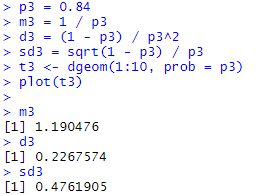 > p3 = 0.84
> m3 = 1 / p3
> d3 = (1 - p3) / p3^2
> sd3 = sqrt(1 - p3) / p3
> t3 <- dgeom(1:10, prob = p3)
> plot(t3)
>
> m3
[1] 1.190476
> d3
[1] 0.2267574
> sd3
[1] 0.4761905